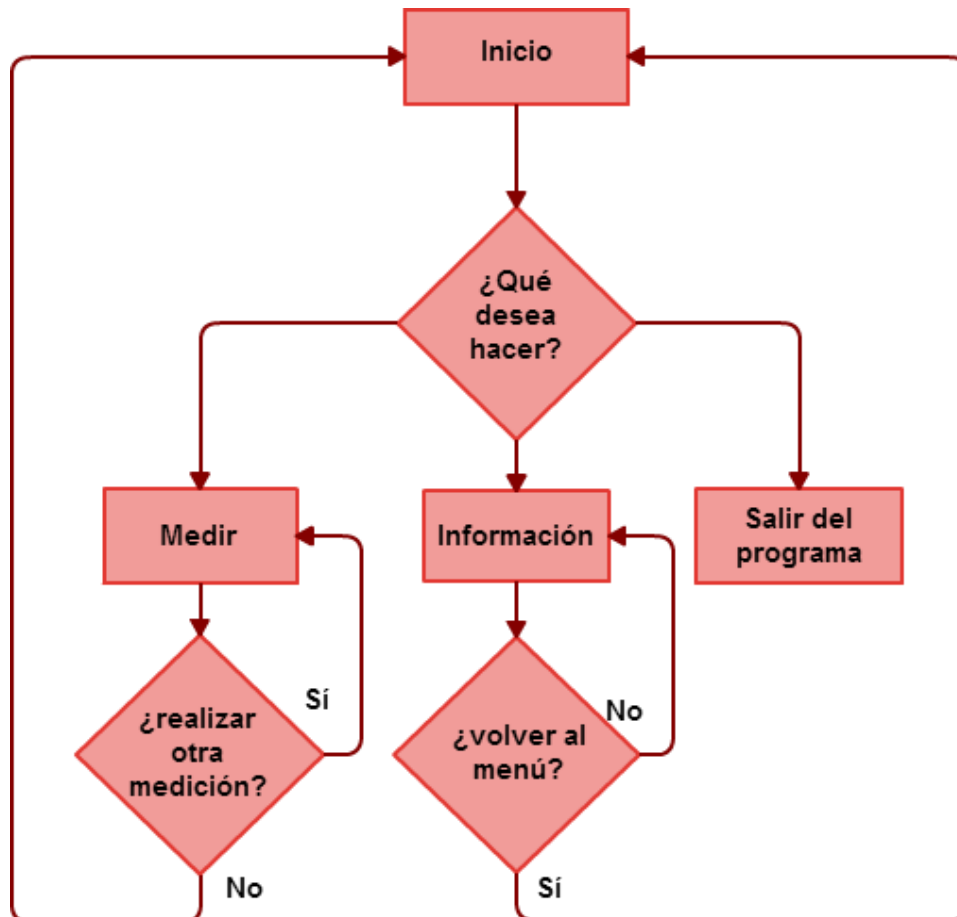 Inicio
¿Qué
desea
hacer?
Medir
Información
Salir del
programa
¿realizar
otra
medición?
Sí
¿volver al
menú?
No
No
Sí